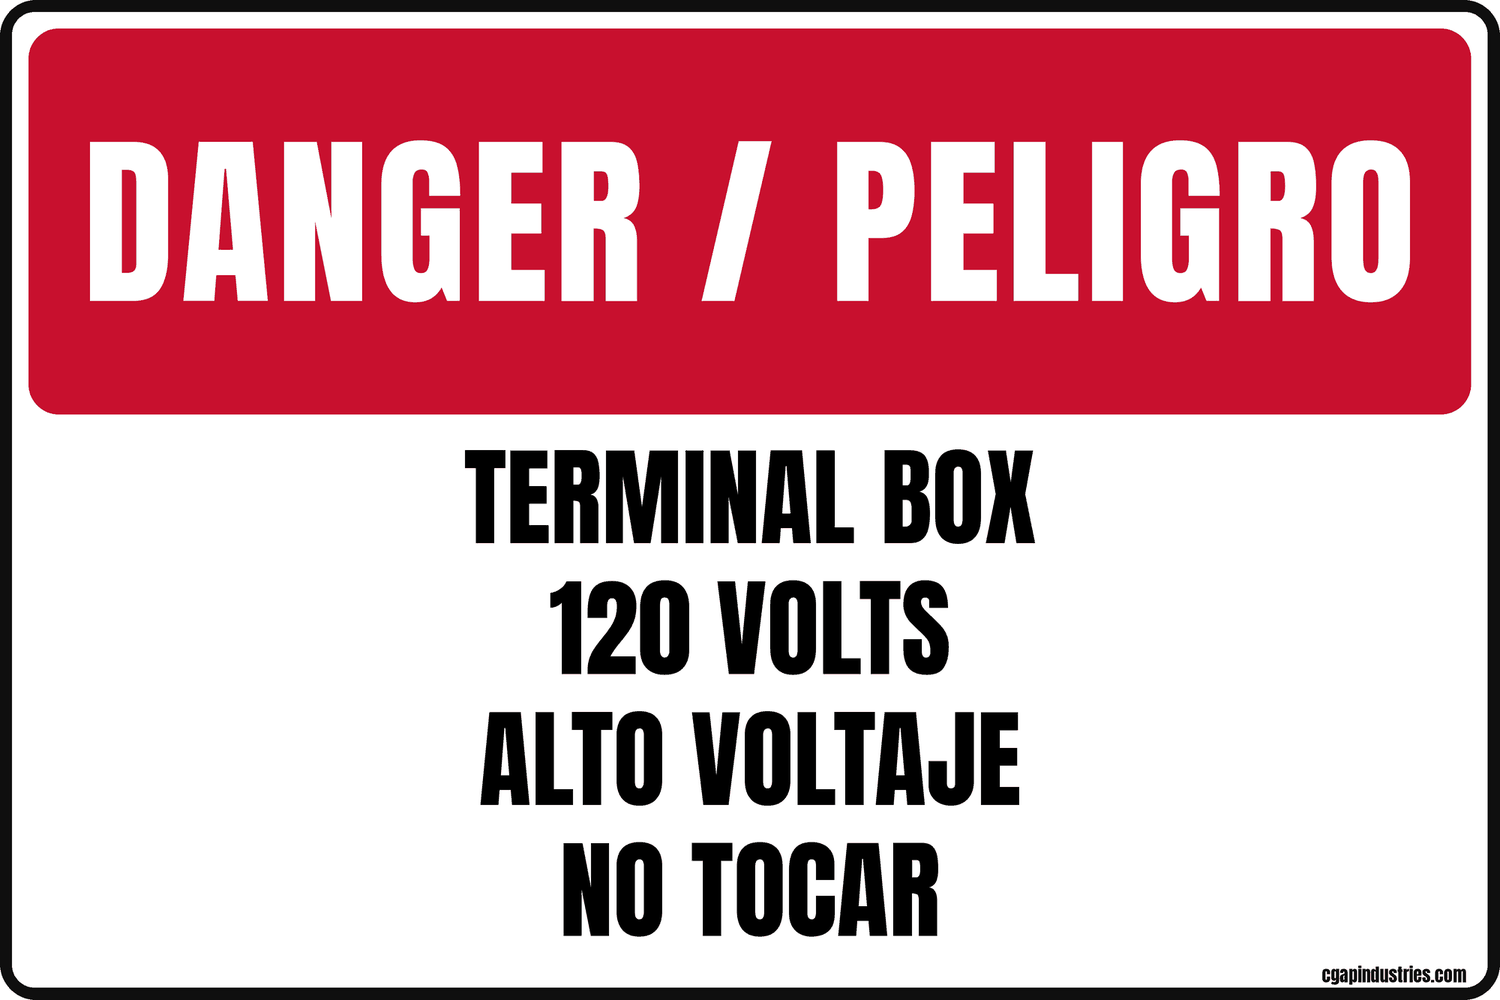 DANGER / PELIGRO
TERMINAL BOX
120 VOLTS
ALTO VOLTAJE
NO TOCAR
cgapindustries.com